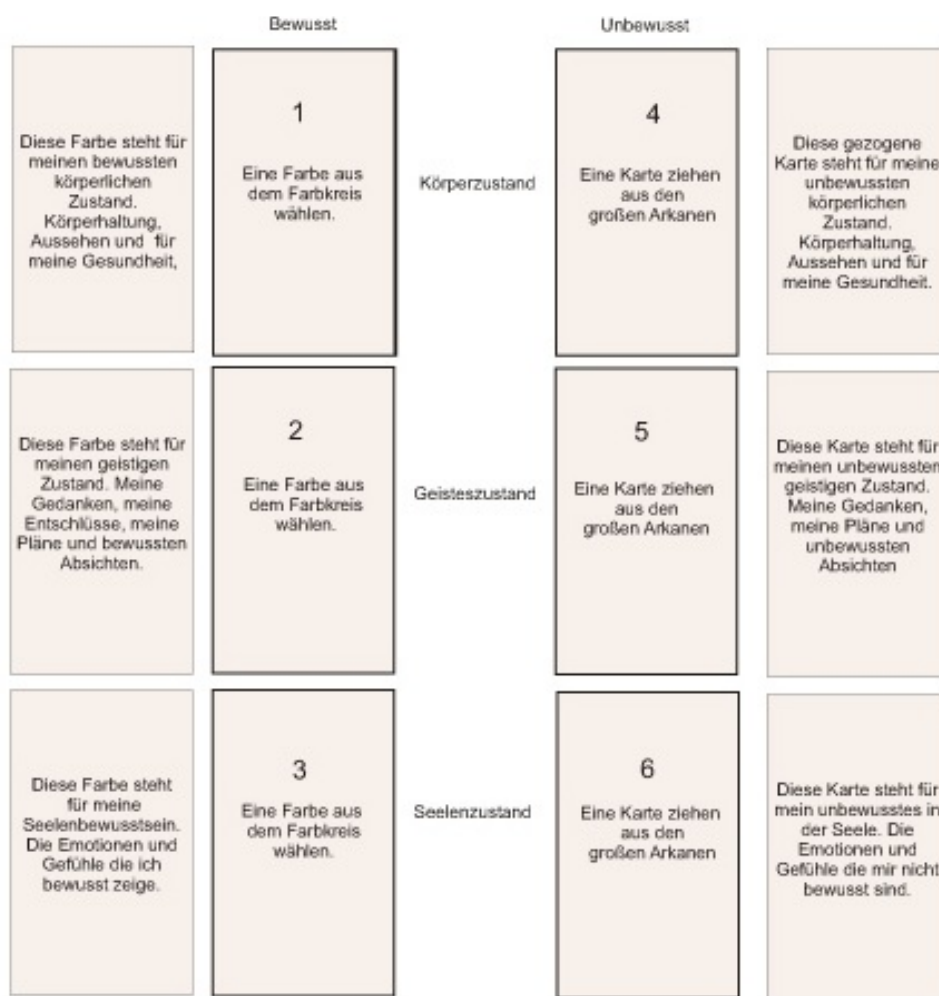 Bewusst
Unbewusst
Diese Farbe steht für
meinen bewussten
körperlichen
Zustand.
Körperhaltung,
Aussehen und für
meine Gesundheit,
1
Eine Farbe aus
dem Farbkreis
wählen.
Körperzustand
4
Eine Karte ziehen
aus den
großen Arkanen
Diese gezogene
Karte steht für meine
unbewussten
körperlichen
Zustand.
Körperhaltung,
Aussehen und für
meine Gesundheit.
Diese Farbe steht für
meinen geistigen
Zustand. Meine
Gedanken, meine
Entschlüsse, meine
Pläne und bewussten
Absichten.
2
Eine Farbe aus
dem Farbkreis
wählen.
Geisteszustand
5
Eine Karte ziehen
aus den
großen Arkanen
Diese Karte steht für
meinen unbewussten
geistigen Zustand.
Meine Gedanken,
meine Pläne und
unbewussten
Absichten
Diese Farbe steht
für meine
Seelenbewusstsein.
Die Emotionen und
Gefühle die ich
bewusst zeige.
3
Eine Farbe aus
dem Farbkreis
wählen.
Seelenzustand
6
Eine Karte ziehen
aus den
großen Arkanen
Diese Karte steht für
mein unbewusstes in
der Seele. Die
Emotionen und
Gefühle die mir nicht
bewusst sind.